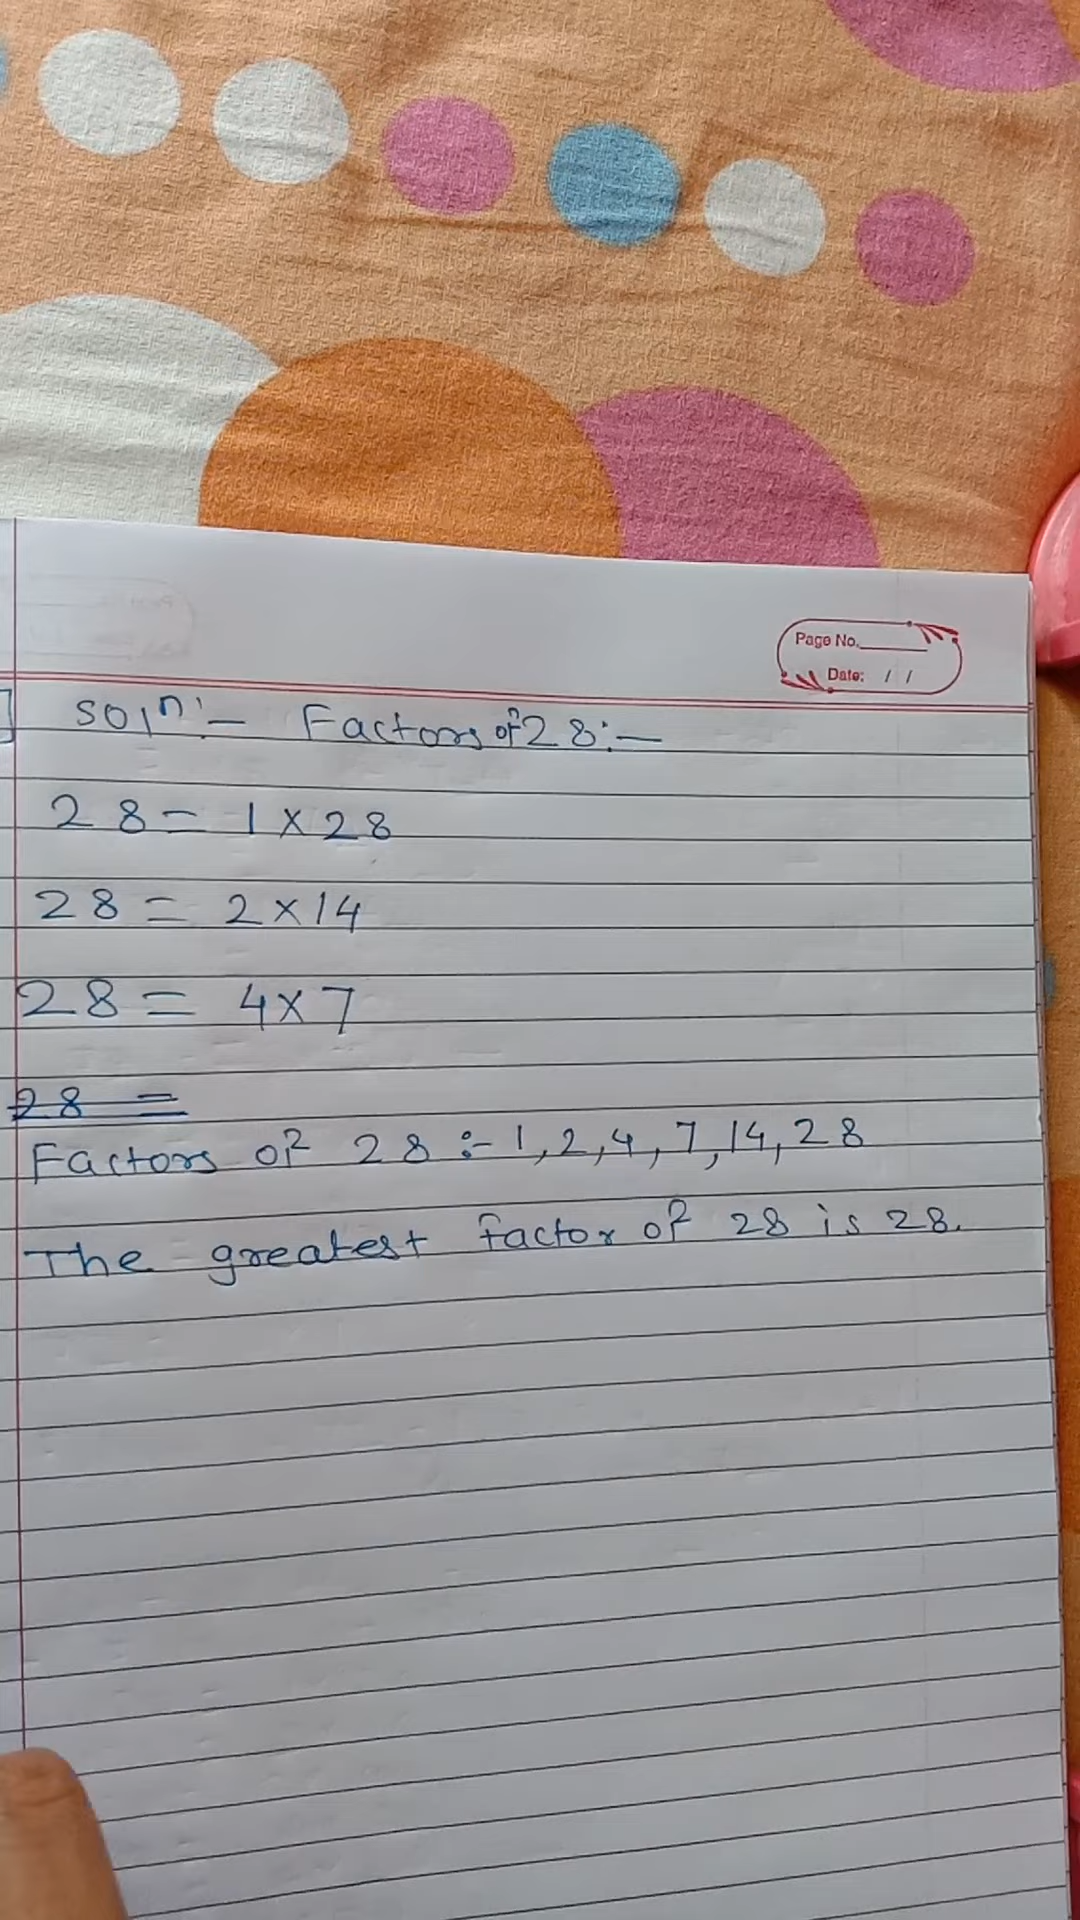 Page No.
Date: / /
Soln:- Factors of 28:-
28 = 1 x 28
28 = 2 x 14
28 = 4 x 7
28 =
Factors of 28 :- 1, 2, 4, 7, 14, 28
The greatest factor of 28 is 28.